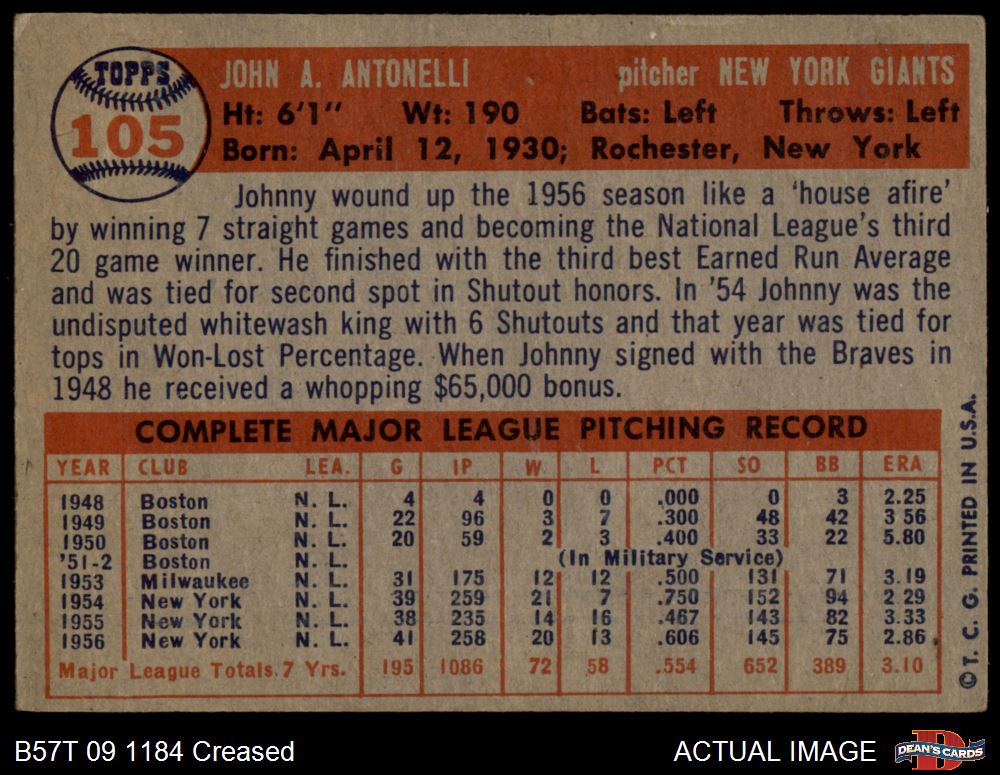 TOPPS
105
JOHN A. ANTONELLI pitcher NEW YORK GIANTS
Ht: 6'1" Wt: 190 Bats: Left Throws: Left
Born: April 12, 1930; Rochester, New York
Johnny wound up the 1956 season like a 'house afire'
by winning 7 straight games and becoming the National League's third
20 game winner. He finished with the third best Earned Run Average
and was tied for second spot in Shutout honors. In '54 Johnny was the
undisputed whitewash king with 6 Shutouts and that year was tied for
tops in Won-Lost Percentage. When Johnny signed with the Braves in
1948 he received a whopping $65,000 bonus.
COMPLETE MAJOR LEAGUE PITCHING RECORD
YEAR CLUB LEA. G IP W L PCT SO BB ERA
1948 Boston N. L. 4 4 0 0 .000 0 3 2.25
1949 Boston N. L. 22 96 3 7 .300 48 42 3 56
1950 Boston N. L. 20 59 2 3 .400 33 22 5.80
'51-2 Boston N. L. (In Military Service)
1953 Milwaukee N. L. 31 175 12 12 .500 131 71 3.19
1954 New York N. L. 39 259 21 7 .750 152 94 2.29
1955 New York N. L. 38 235 14 16 .467 143 82 3.33
1956 New York N. L. 41 258 20 13 .606 145 75 2.86
Major League Totals. 7 Yrs. 195 1086 72 58 .554 652 389 3.10
©T. C. G. PRINTED IN U.S.A.
B57T 09 1184 Creased ACTUAL IMAGE
DEAN'S CARDS